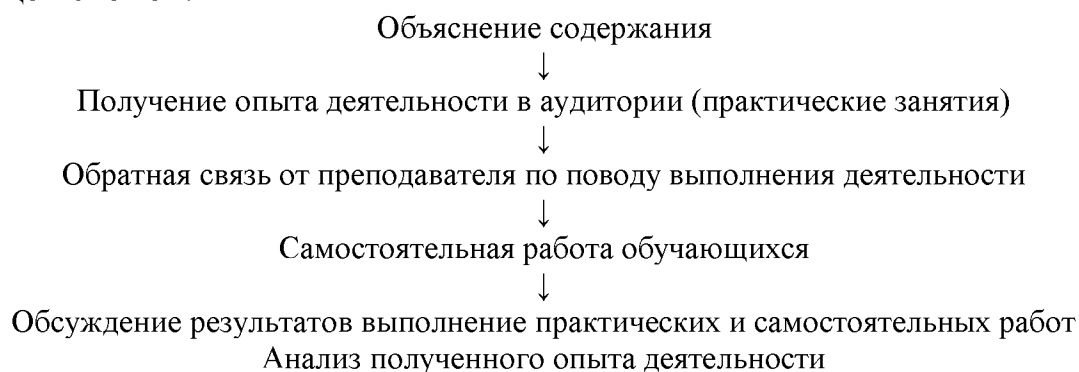 Объяснение содержания
↓
Получение опыта деятельности в аудитории (практические занятия)
↓
Обратная связь от преподавателя по поводу выполнения деятельности
↓
Самостоятельная работа обучающихся
↓
Обсуждение результатов выполнение практических и самостоятельных работ
Анализ полученного опыта деятельности